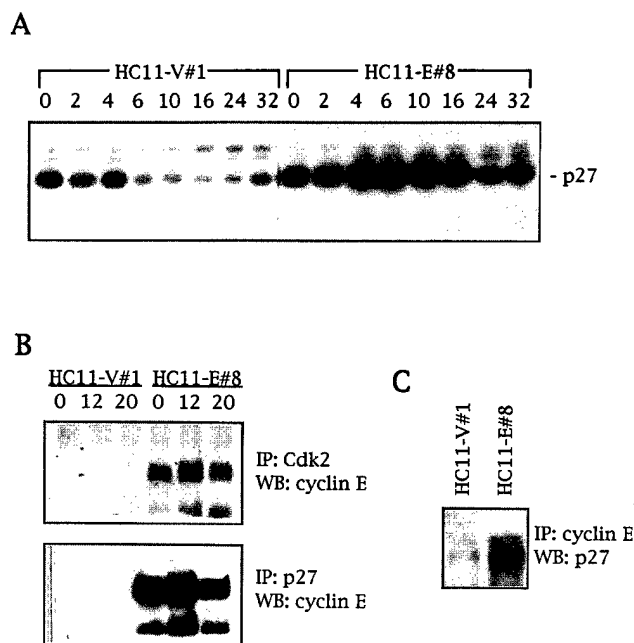 A
HC11-V#1 HC11-E#8
0 2 4 6 10 16 24 32 0 2 4 6 10 16 24 32
- p27
B
HC11-V#1 HC11-E#8
0 12 20 0 12 20
IP: Cdk2
WB: cyclin E
IP: p27
WB: cyclin E
C
HC11-V#1
HC11-E#8
IP: cyclin E
WB: p27